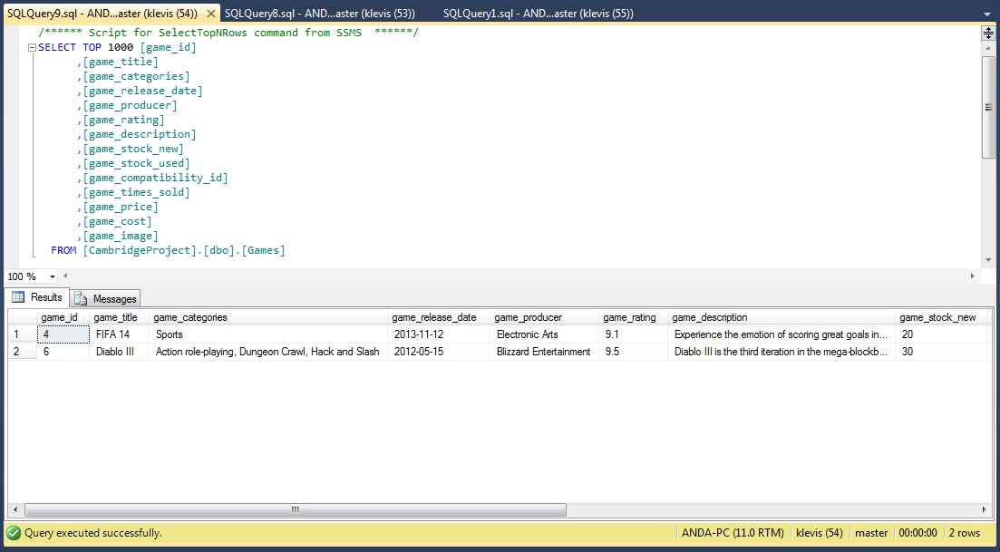 SQLQuery9.sql - AND...aster (klevis (54)) SQLQuery8.sql - AND...aster (klevis (53)) SQLQuery1.sql - AND...aster (klevis (55))
/****** Script for SelectTopNRows command from SSMS ******/
SELECT TOP 1000 [game_id]
,[game_title]
,[game_categories]
,[game_release_date]
,[game_producer]
,[game_rating]
,[game_description]
,[game_stock_new]
,[game_stock_used]
,[game_compatibility_id]
,[game_times_sold]
,[game_price]
,[game_cost]
,[game_image]
FROM [CambridgeProject].[dbo].[Games]
100 %
Results Messages
game_id game_title game_categories game_release_date game_producer game_rating game_description game_stock_new
1 4 FIFA 14 Sports 2013-11-12 Electronic Arts 9.1 Experience the emotion of scoring great goals in... 20
2 6 Diablo III Action role-playing, Dungeon Crawl, Hack and Slash 2012-05-15 Blizzard Entertainment 9.5 Diablo III is the third iteration in the mega-blockb... 30
Query executed successfully. ANDA-PC (11.0 RTM) klevis (54) master 00:00:00 2 rows